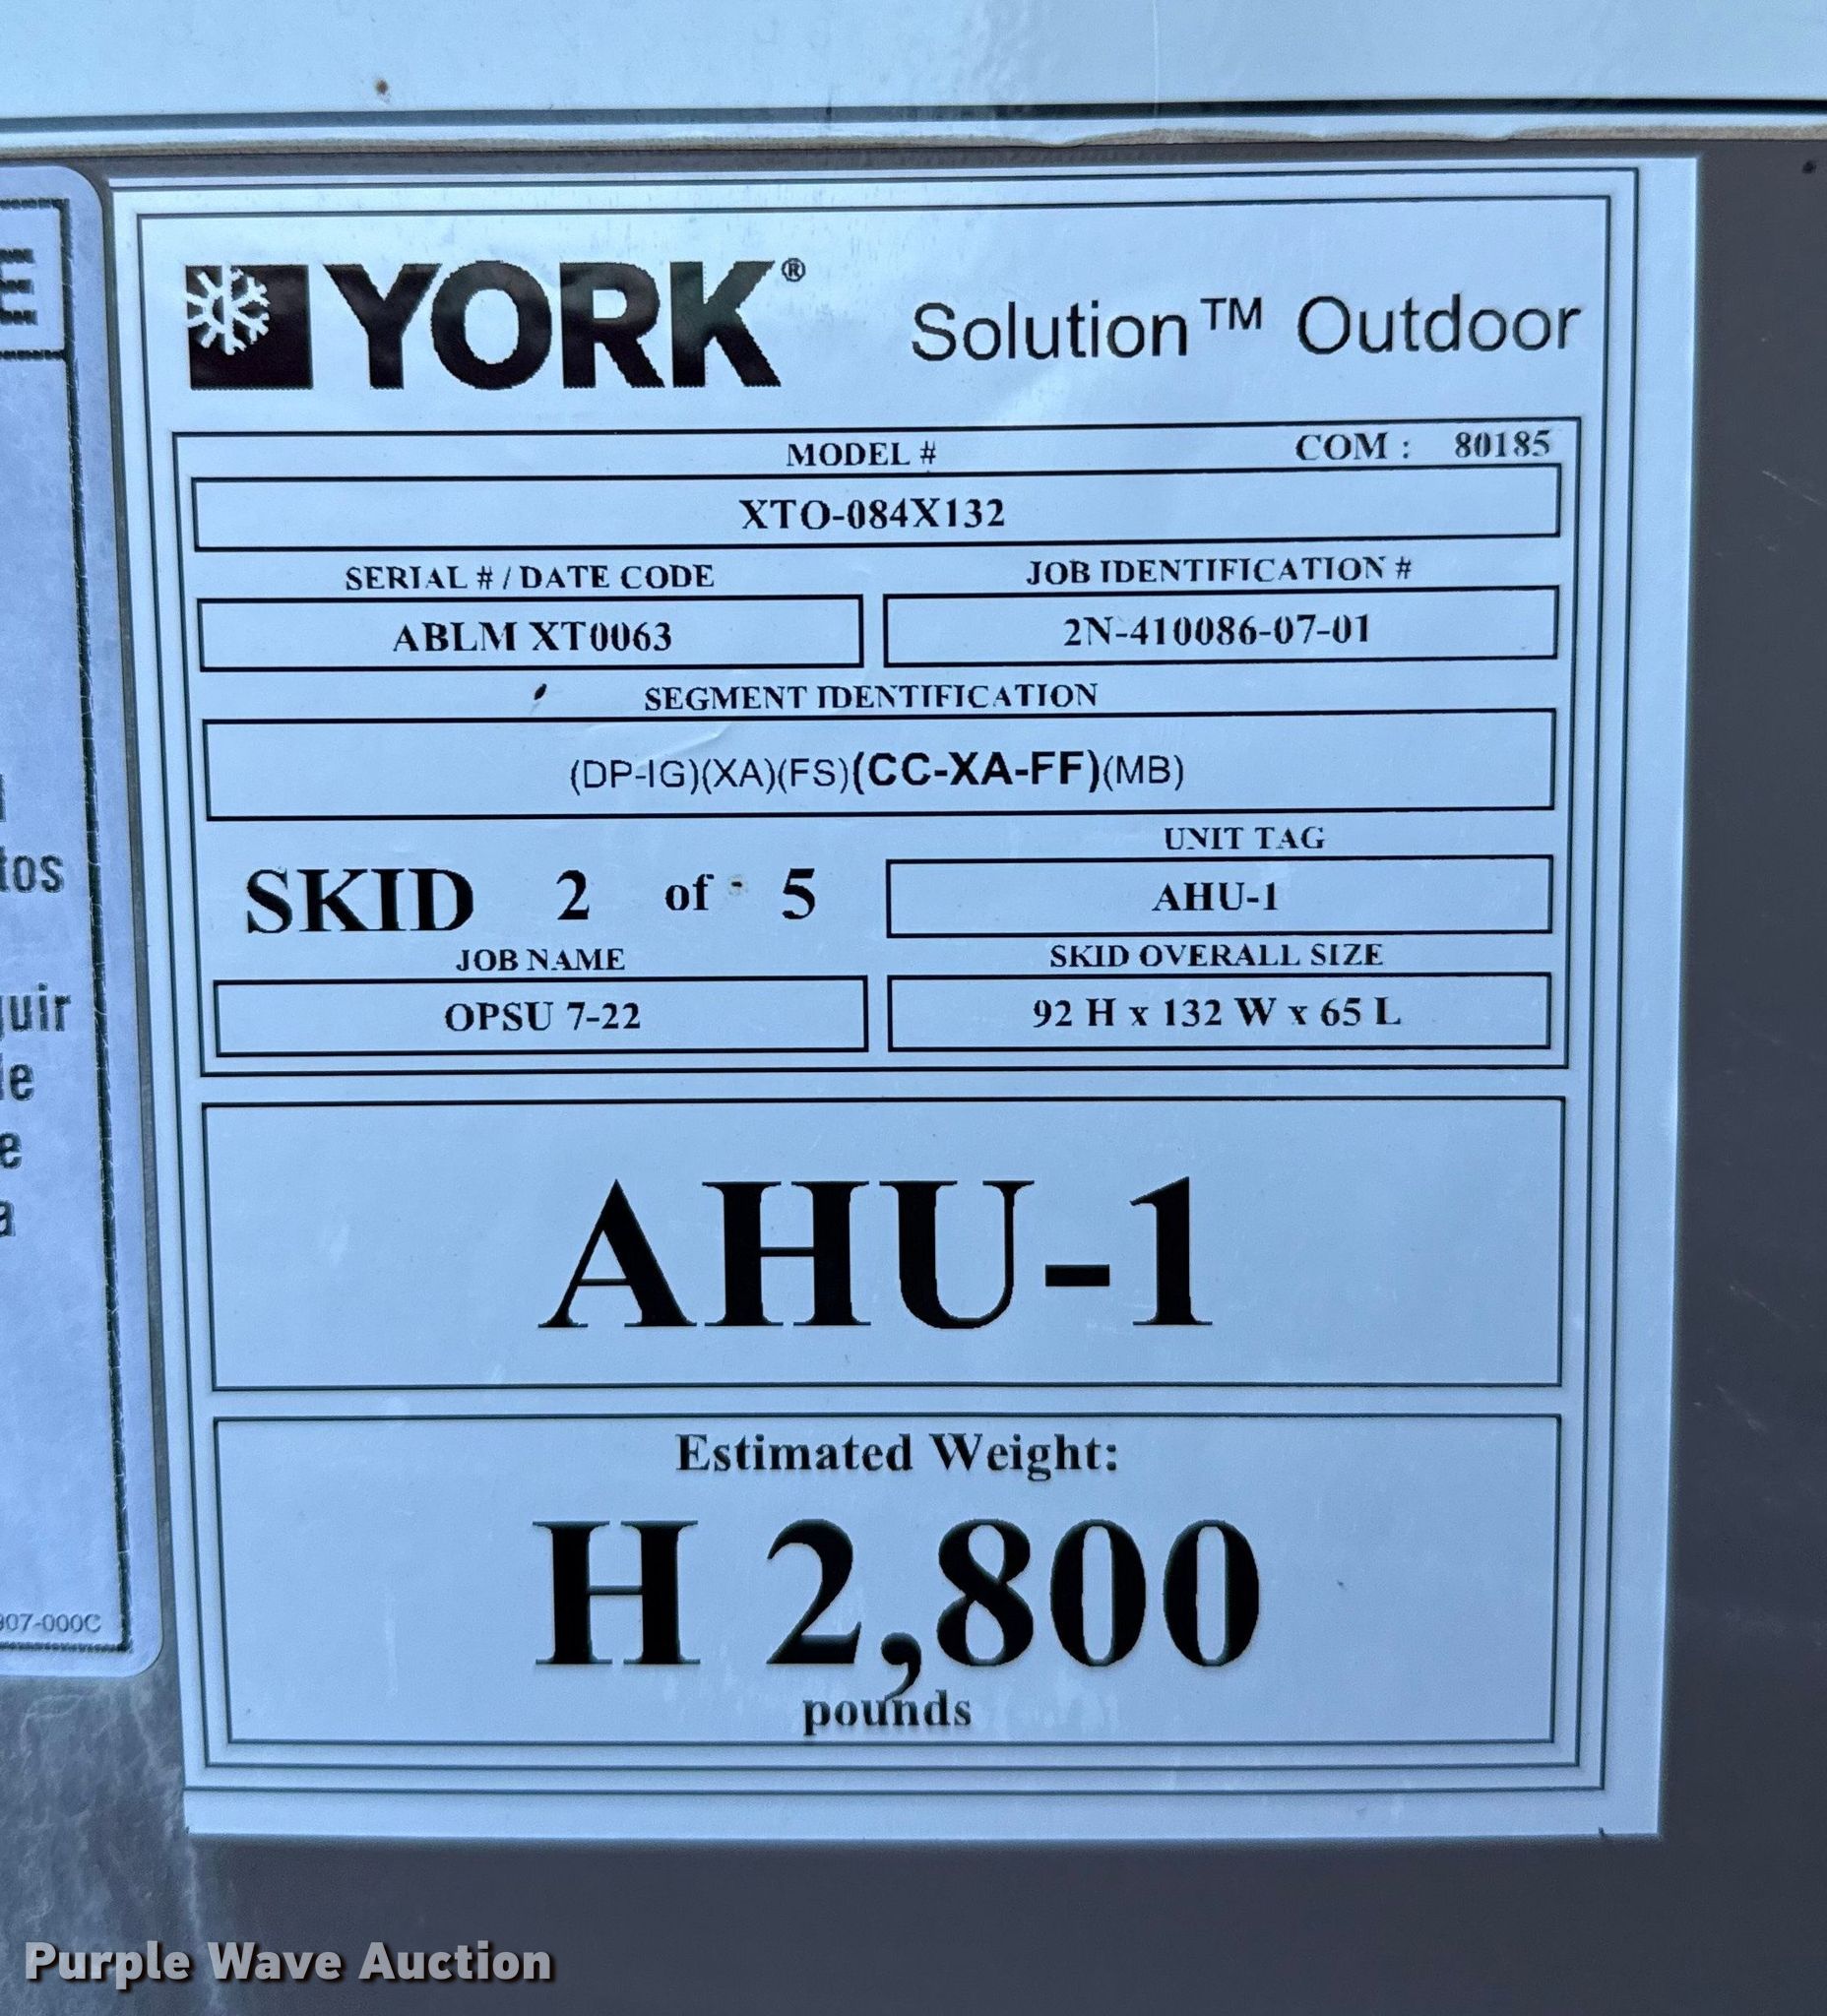 E
YORK® Solution™ Outdoor
MODEL # COM : 80185
XTO-084X132
SERIAL # / DATE CODE JOB IDENTIFICATION #
ABLM XT0063 2N-410086-07-01
SEGMENT IDENTIFICATION
(DP-IG)(XA)(FS)(CC-XA-FF)(MB)
UNIT TAG
SKID 2 of 5 AHU-1
JOB NAME SKID OVERALL SIZE
OPSU 7-22 92 H x 132 W x 65 L
AHU-1
Estimated Weight:
H 2,800
pounds
tos
uir
e
e
a
907-000C
Purple Wave Auction